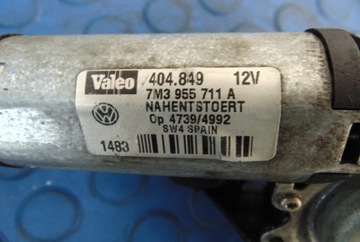 Valeo 404.849 12V
7M3 955 711 A
NAHENTSTOERT
Op 4739/4992
SW4 SPAIN
1483